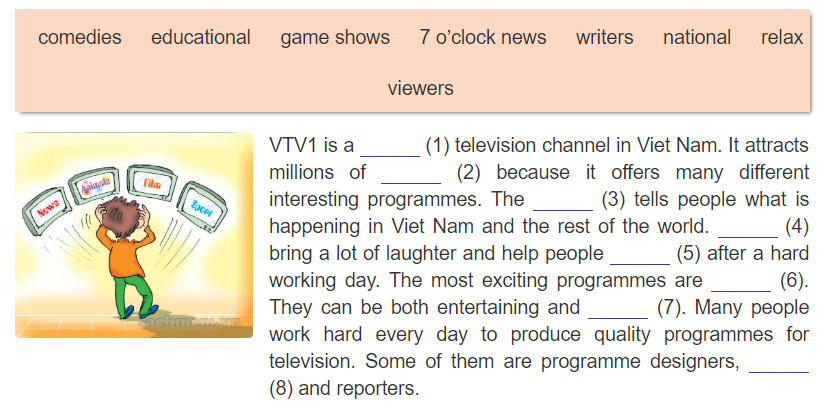 comedies educational game shows 7 o’clock news writers national relax
viewers
News
Animals
Film
Sport
VTV1 is a ______ (1) television channel in Viet Nam. It attracts
millions of ______ (2) because it offers many different
interesting programmes. The ______ (3) tells people what is
happening in Viet Nam and the rest of the world. ______ (4)
bring a lot of laughter and help people ______ (5) after a hard
working day. The most exciting programmes are ______ (6).
They can be both entertaining and ______ (7). Many people
work hard every day to produce quality programmes for
television. Some of them are programme designers, ______
(8) and reporters.